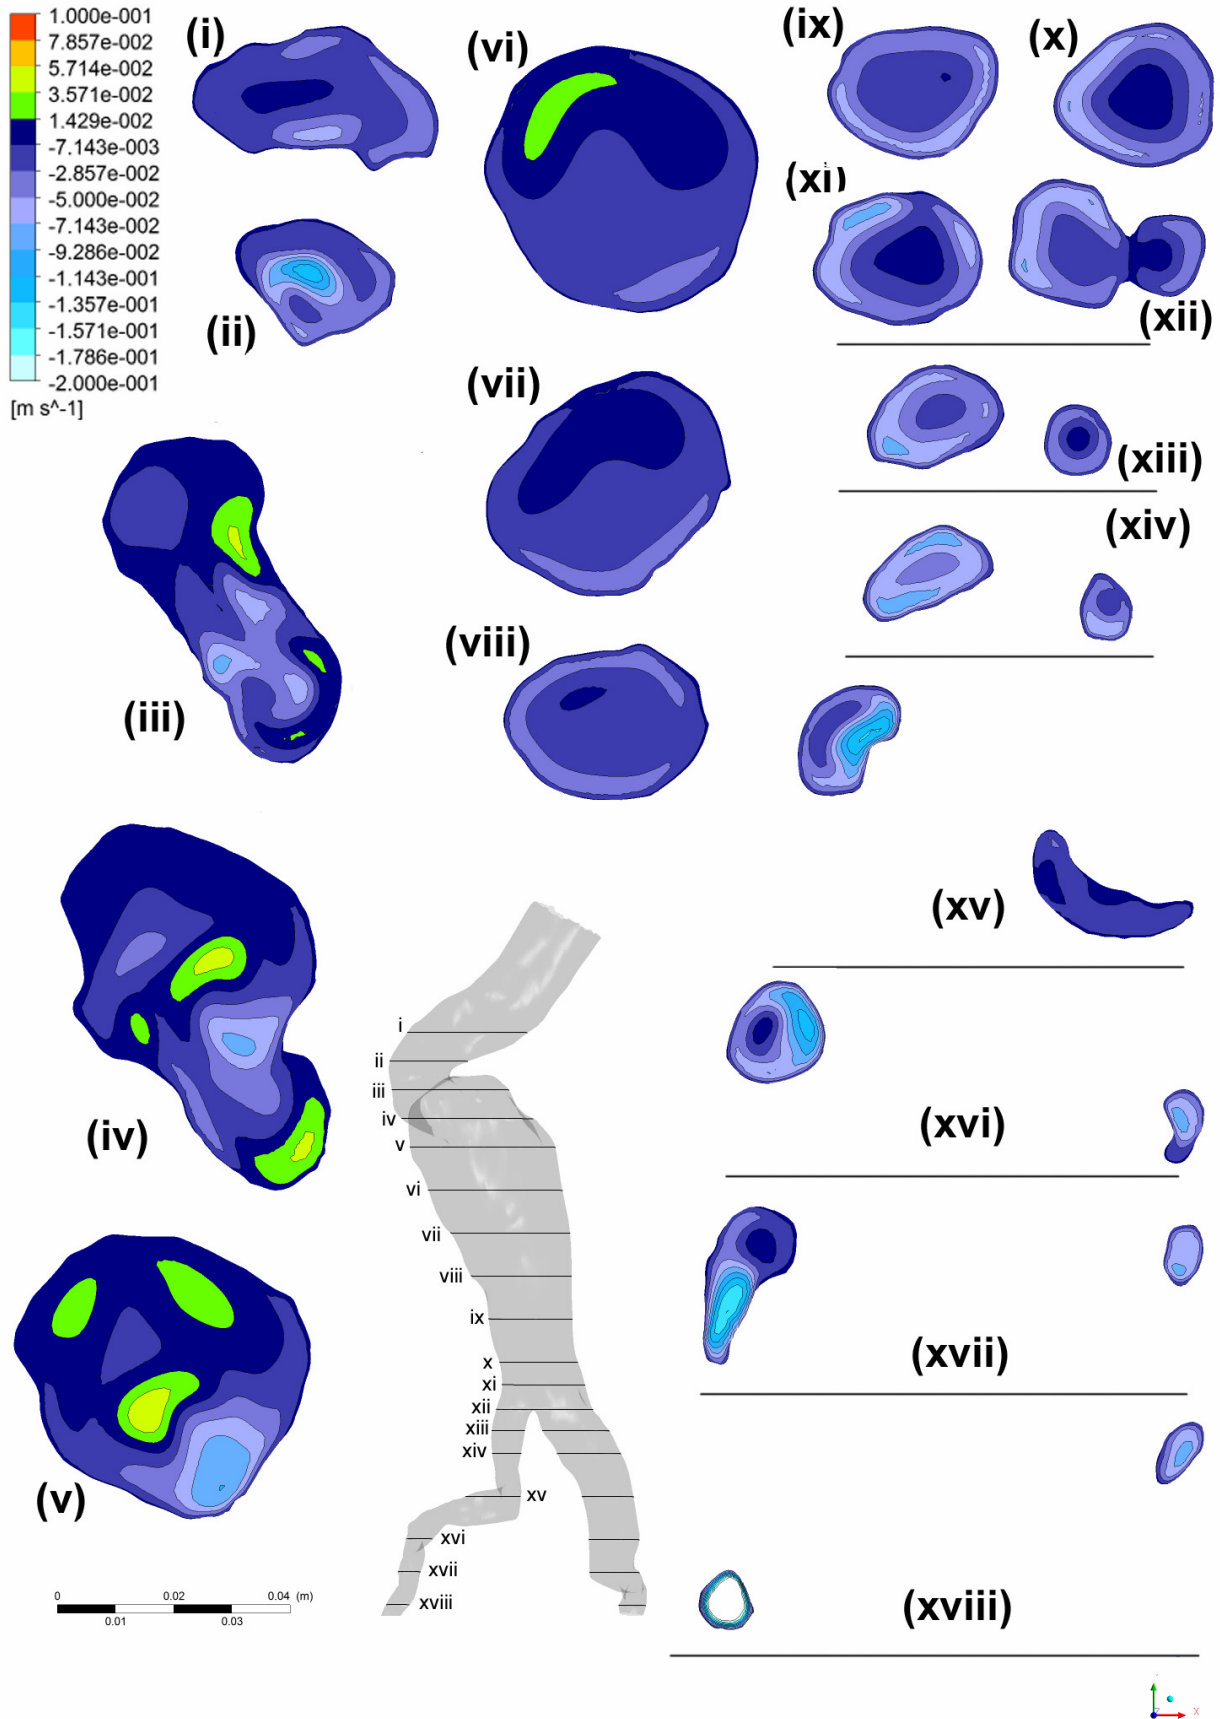 1.000e-001
7.857e-002
5.714e-002
3.571e-002
1.429e-002
-7.143e-003
-2.857e-002
-5.000e-002
-7.143e-002
-9.286e-002
-1.143e-001
-1.357e-001
-1.571e-001
-1.786e-001
-2.000e-001
[m s^-1]
(i)
(ii)
(iii)
(iv)
(v)
(vi)
(vii)
(viii)
(ix)
(x)
(xi)
(xii)
(xiii)
(xiv)
(xv)
(xvi)
(xvii)
(xviii)
i
ii
iii
iv
v
vi
vii
viii
ix
x
xi
xii
xiii
xiv
xv
xvi
xvii
xviii
0 0.02 0.04 (m)
0.01 0.03
X